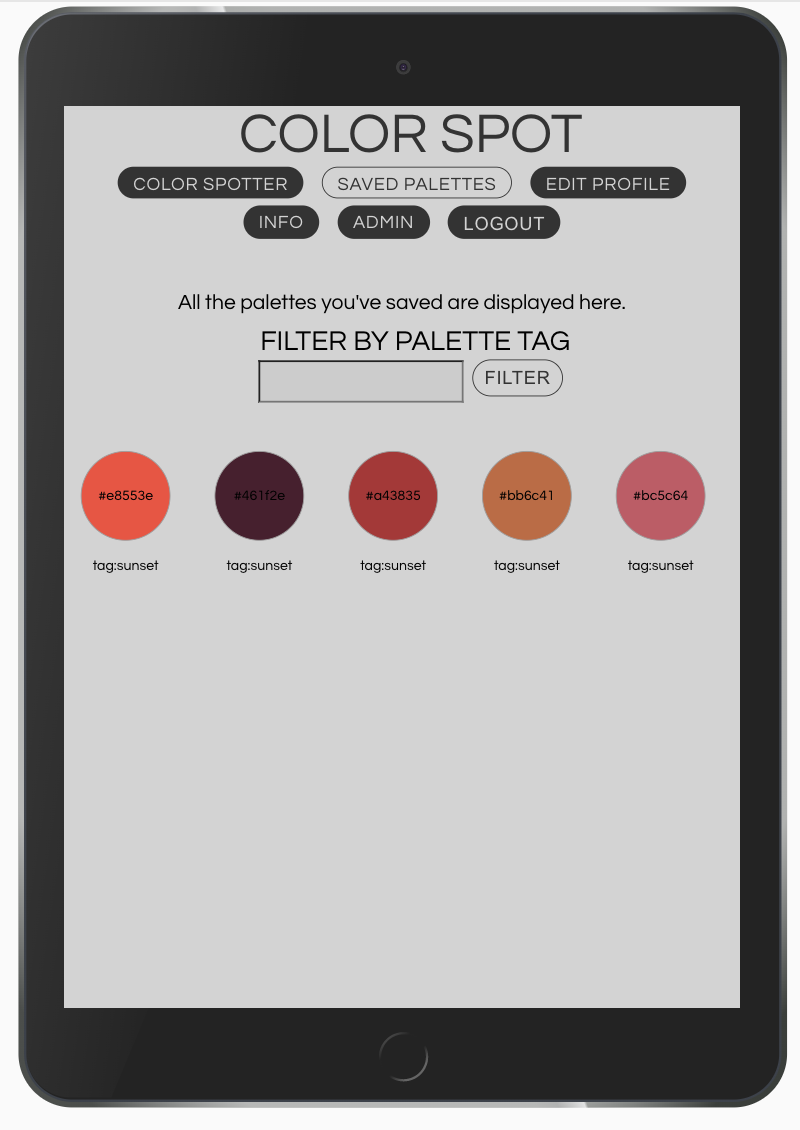 COLOR SPOT
COLOR SPOTTER SAVED PALETTES EDIT PROFILE
INFO ADMIN LOGOUT
All the palettes you've saved are displayed here.
FILTER BY PALETTE TAG
FILTER
#e8553e #461f2e #a43835 #bb6c41 #bc5c64
tag:sunset tag:sunset tag:sunset tag:sunset tag:sunset